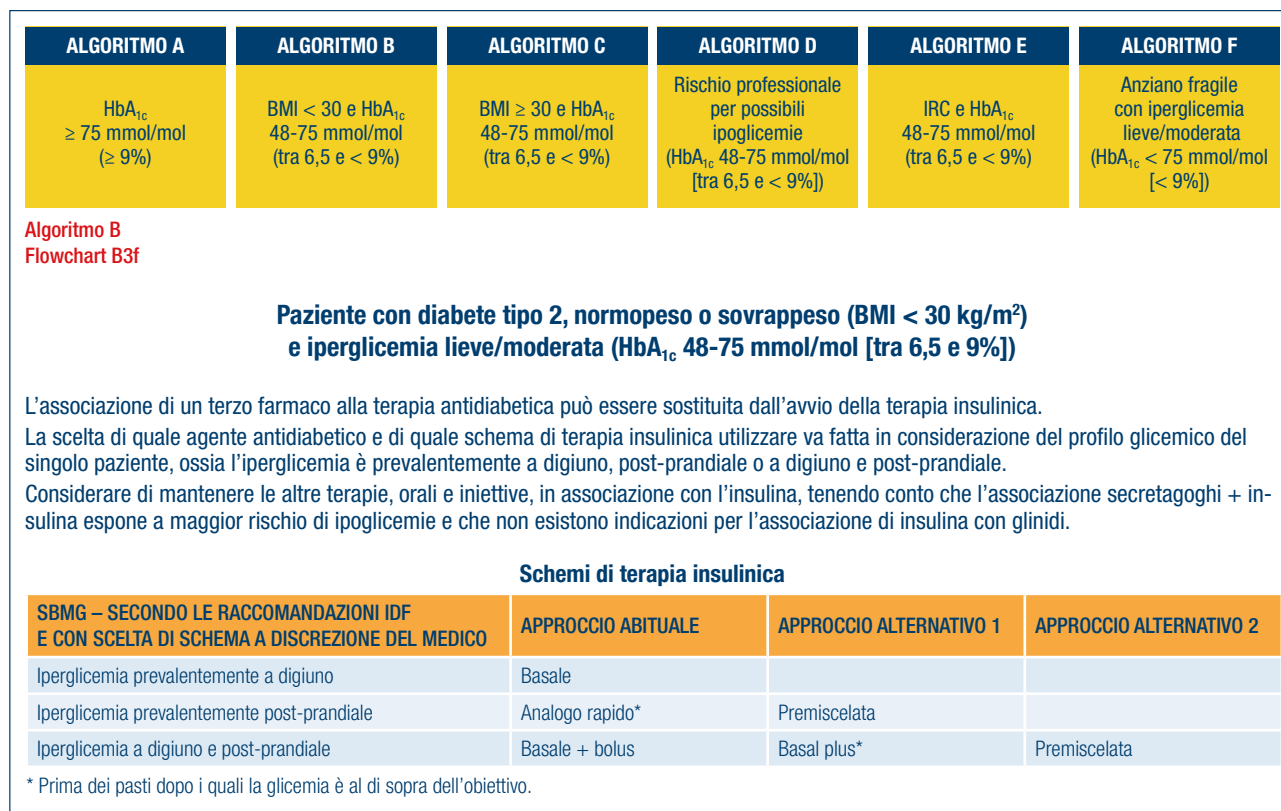 ALGORITMO A
HbA1c
≥ 75 mmol/mol
(≥ 9%)
ALGORITMO B
BMI < 30 e HbA1c
48-75 mmol/mol
(tra 6,5 e < 9%)
ALGORITMO C
BMI ≥ 30 e HbA1c
48-75 mmol/mol
(tra 6,5 e < 9%)
ALGORITMO D
Rischio professionale
per possibili
ipoglicemie
(HbA1c 48-75 mmol/mol
[tra 6,5 e < 9%])
ALGORITMO E
IRC e HbA1c
48-75 mmol/mol
(tra 6,5 e < 9%)
ALGORITMO F
Anziano fragile
con iperglicemia
lieve/moderata
(HbA1c < 75 mmol/mol
[< 9%])
Algoritmo B
Flowchart B3f
Paziente con diabete tipo 2, normopeso o sovrappeso (BMI < 30 kg/m²)
e iperglicemia lieve/moderata (HbA1c 48-75 mmol/mol [tra 6,5 e 9%])
L'associazione di un terzo farmaco alla terapia antidiabetica può essere sostituita dall'avvio della terapia insulinica.
La scelta di quale agente antidiabetico e di quale schema di terapia insulinica utilizzare va fatta in considerazione del profilo glicemico del
singolo paziente, ossia l'iperglicemia è prevalentemente a digiuno, post-prandiale o a digiuno e post-prandiale.
Considerare di mantenere le altre terapie, orali e iniettive, in associazione con l'insulina, tenendo conto che l'associazione secretagoghi + in-
sulina espone a maggior rischio di ipoglicemie e che non esistono indicazioni per l'associazione di insulina con glinidi.
Schemi di terapia insulinica
SBMG – SECONDO LE RACCOMANDAZIONI IDF
E CON SCELTA DI SCHEMA A DISCREZIONE DEL MEDICO
APPROCCIO ABITUALE
APPROCCIO ALTERNATIVO 1
APPROCCIO ALTERNATIVO 2
Iperglicemia prevalentemente a digiuno
Basale
Iperglicemia prevalentemente post-prandiale
Analogo rapido*
Premiscelata
Iperglicemia a digiuno e post-prandiale
Basale + bolus
Basal plus*
Premiscelata
* Prima dei pasti dopo i quali la glicemia è al di sopra dell'obiettivo.